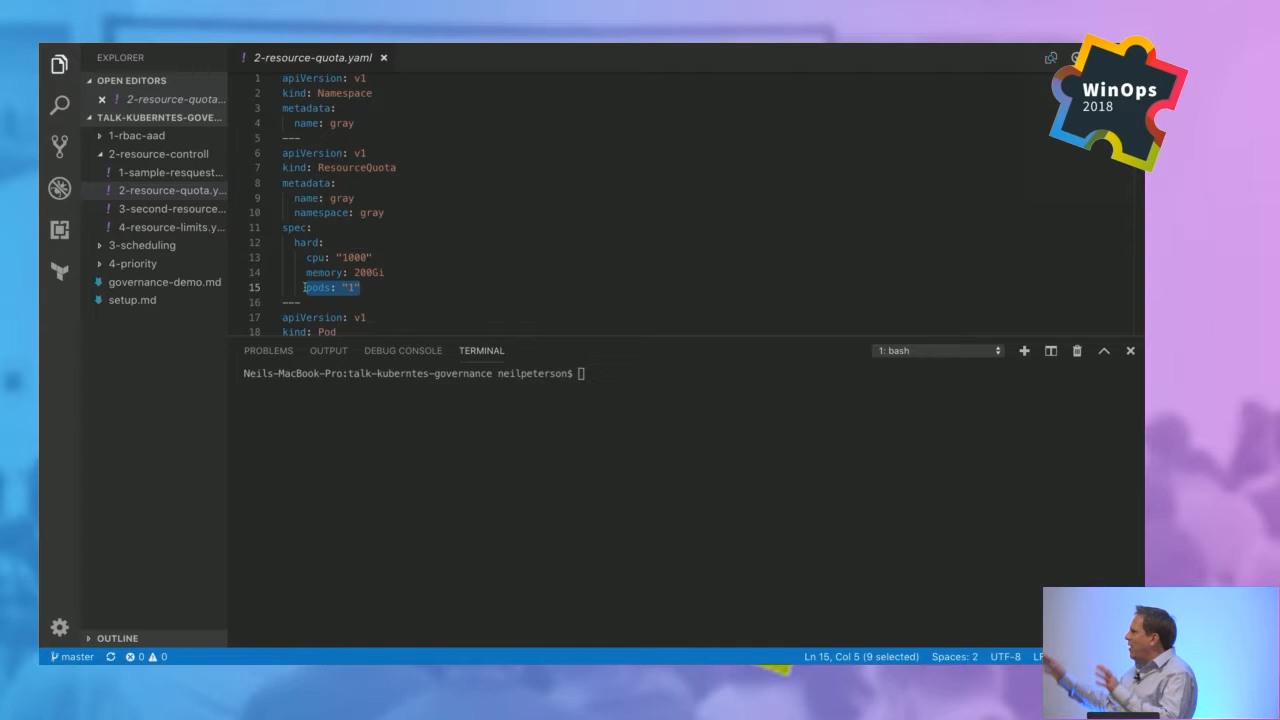 EXPLORER
OPEN EDITORS
2-resource-quota...
TALK-KUBERNTES-GOVE...
1-rbac-aad
2-resource-controll
! 1-sample-resquest...
! 2-resource-quota.y...
! 3-second-resource...
! 4-resource-limits.y...
3-scheduling
4-priority
governance-demo.md
setup.md
OUTLINE
! 2-resource-quota.yaml
1 apiVersion: v1
2 kind: Namespace
3 metadata:
4 name: gray
5 ---
6 apiVersion: v1
7 kind: ResourceQuota
8 metadata:
9 name: gray
10 namespace: gray
11 spec:
12 hard:
13 cpu: "1000"
14 memory: 200Gi
15 pods: "1"
16 ---
17 apiVersion: v1
18 kind: Pod
PROBLEMS OUTPUT DEBUG CONSOLE TERMINAL 1: bash
Neils-MacBook-Pro:talk-kuberntes-governance neilpeterson$
master 0 0 Ln 15, Col 5 (9 selected) Spaces: 2 UTF-8 LF
WinOps
2018